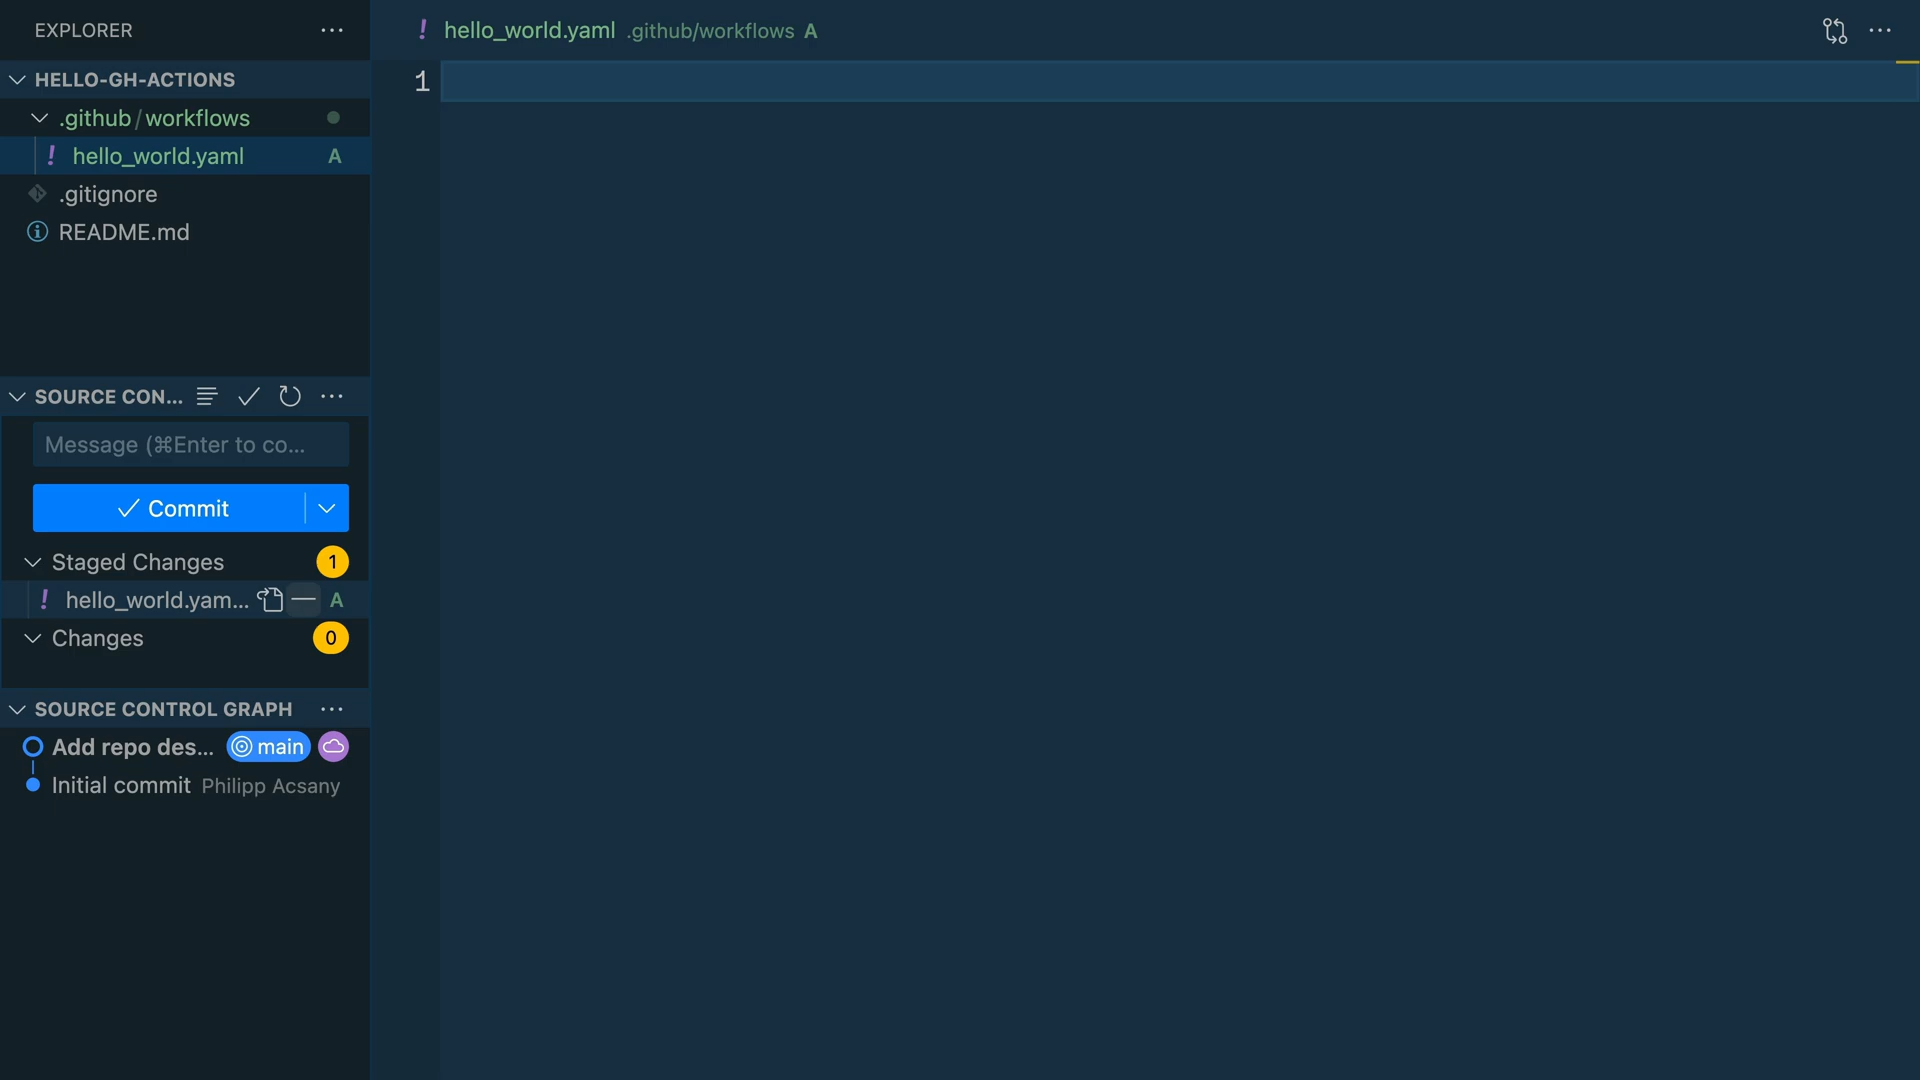 EXPLORER
HELLO-GH-ACTIONS
.github/workflows
! hello_world.yaml A
.gitignore
README.md
SOURCE CON...
Message (⌘Enter to co...
Commit
Staged Changes 1
! hello_world.yam... A
Changes 0
SOURCE CONTROL GRAPH
Add repo des... main
Initial commit Philipp Acsany
! hello_world.yaml .github/workflows A
1